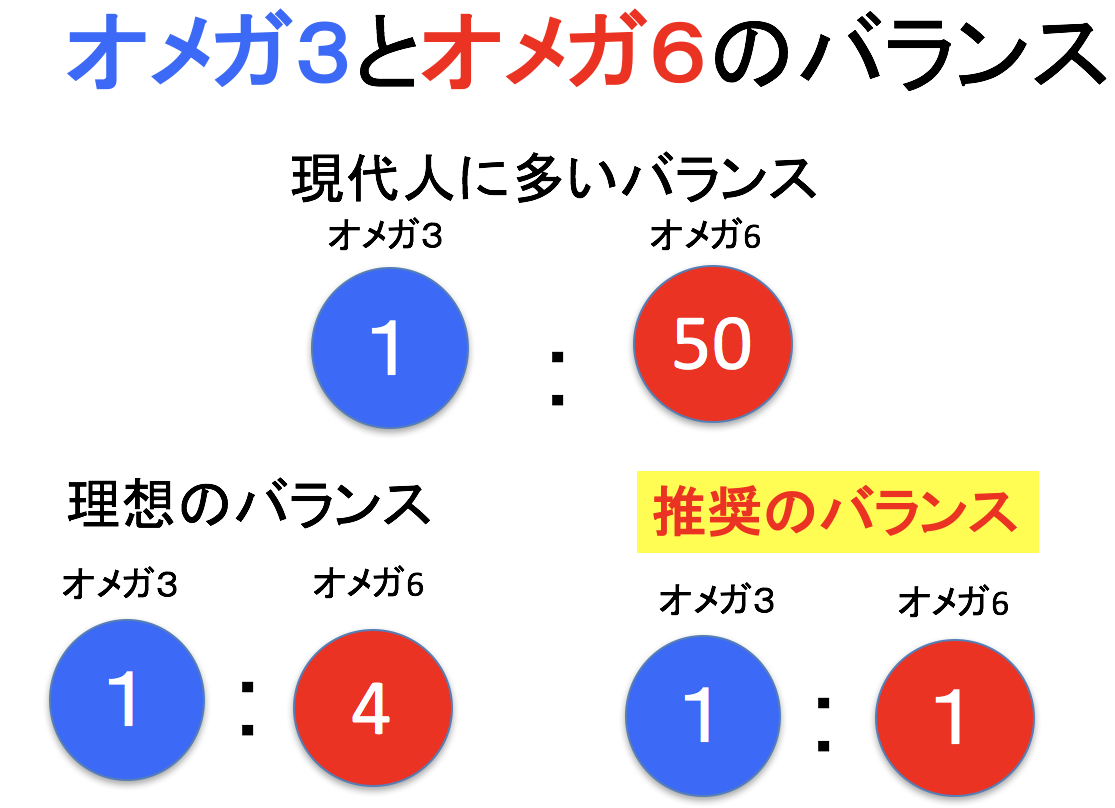 オメガ３とオメガ６のバランス
現代人に多いバランス
オメガ３ オメガ6
1 : 50
理想のバランス
オメガ３ オメガ6
1 : 4
推奨のバランス
オメガ３ オメガ6
1 : 1